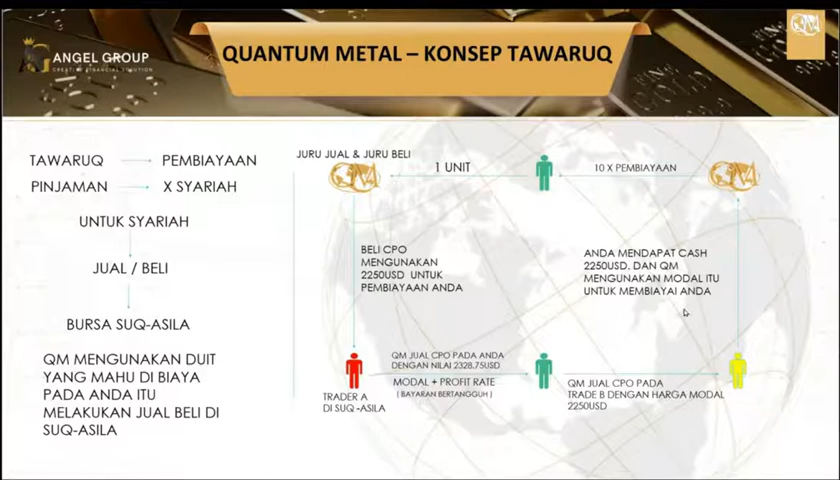 ANGEL GROUP
CREATIVE FINANCIAL SOLUTION
QUANTUM METAL – KONSEP TAWARUQ
TAWARUQ PEMBIAYAAN
PINJAMAN X SYARIAH
UNTUK SYARIAH
JUAL / BELI
BURSA SUQ-ASILA
QM MENGUNAKAN DUIT
YANG MAHU DI BIAYA
PADA ANDA ITU
MELAKUKAN JUAL BELI DI
SUQ-ASILA
JURU JUAL & JURU BELI
1 UNIT
10 X PEMBIAYAAN
BELI CPO
MENGUNAKAN
2250USD UNTUK
PEMBIAYAAN ANDA
ANDA MENDAPAT CASH
2250USD. DAN QM
MENGUNAKAN MODAL ITU
UNTUK MEMBIAYAI ANDA
TRADER A
DI SUQ -ASILA
QM JUAL CPO PADA ANDA
DENGAN NILAI 2328.75USD
MODAL + PROFIT RATE
( BAYARAN BERTANGGUH )
QM JUAL CPO PADA
TRADE B DENGAN HARGA MODAL
2250USD